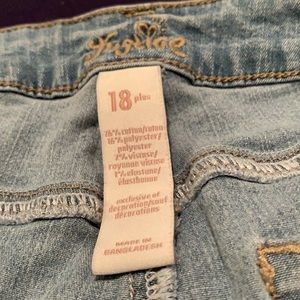 Justice
18 plus
76% cotton/coton
16% polyester/
polyester
7% viscose/
rayonne viscose
1% elastane/
élasthanne
exclusive of
decoration/sauf
décorations
MADE IN
BANGLADESH